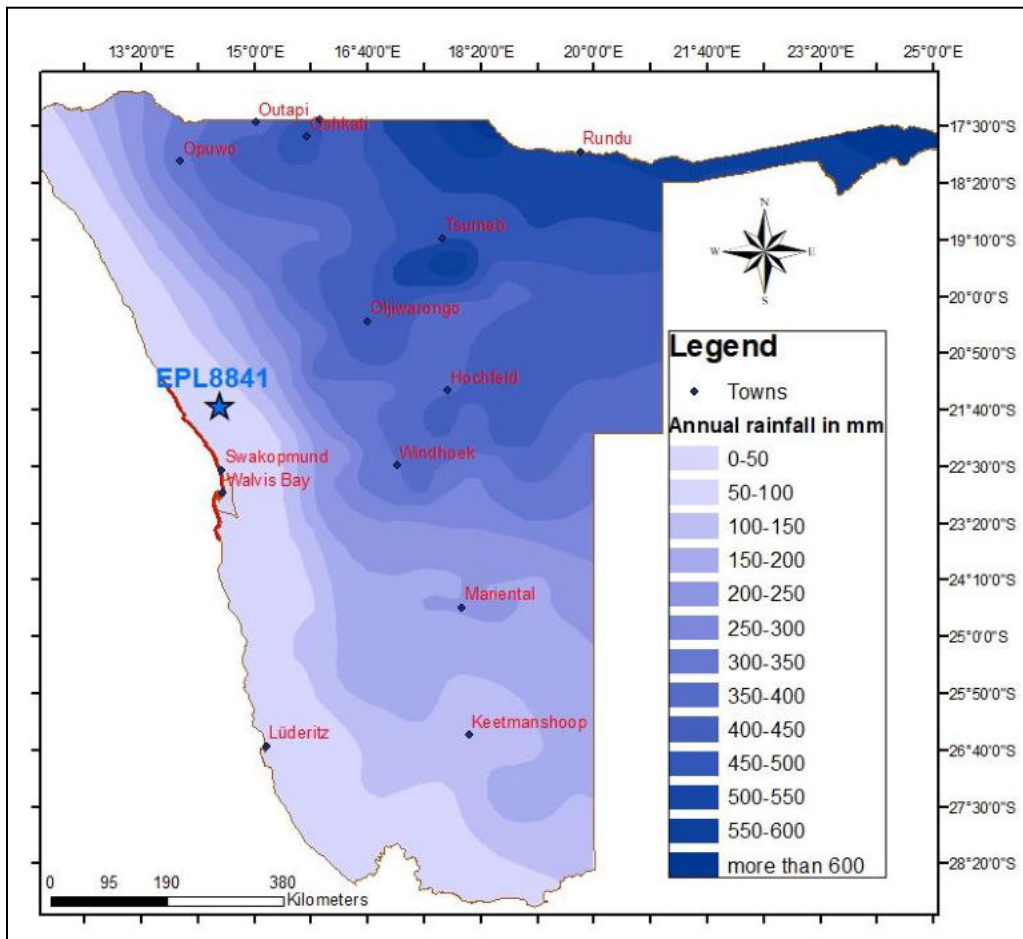 13°20'0"E 15°0'0"E 16°40'0"E 18°20'0"E 20°0'0"E 21°40'0"E 23°20'0"E 25°0'0"E
Outapi
Oshkati
Opuwo
Rundu
Tsumeb
Otjiwarongo
Hochfeld
EPL8841
Windhoek
Swakopmund
Walvis Bay
Mariental
Keetmanshoop
Lüderitz
17°30'0"S
18°20'0"S
19°10'0"S
20°0'0"S
20°50'0"S
21°40'0"S
22°30'0"S
23°20'0"S
24°10'0"S
25°0'0"S
25°50'0"S
26°40'0"S
27°30'0"S
28°20'0"S
N
W E
S
Legend
Towns
Annual rainfall in mm
0-50
50-100
100-150
150-200
200-250
250-300
300-350
350-400
400-450
450-500
500-550
550-600
more than 600
0 95 190 380
Kilometers